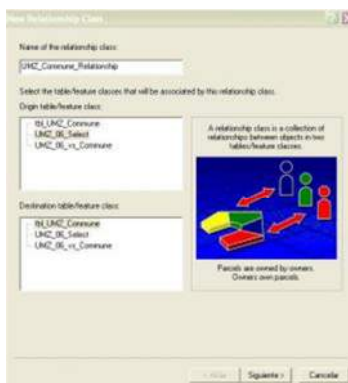 New Relationship Class
Name of the relationship class:
UMZ_Commune_Relationship
Select the table/feature classes that will be associated by this relationship class.
Origin table/feature class:
tbl_UMZ_Commune
UMZ_06_Select
UMZ_06_vs_Commune
A relationship class is a collection of
relationships between objects in two
tables/feature classes.
Parcels are owned by owners.
Owners own parcels.
Destination table/feature class:
tbl_UMZ_Commune
UMZ_06_Select
UMZ_06_vs_Commune
< Atrás
Siguiente >
Cancelar